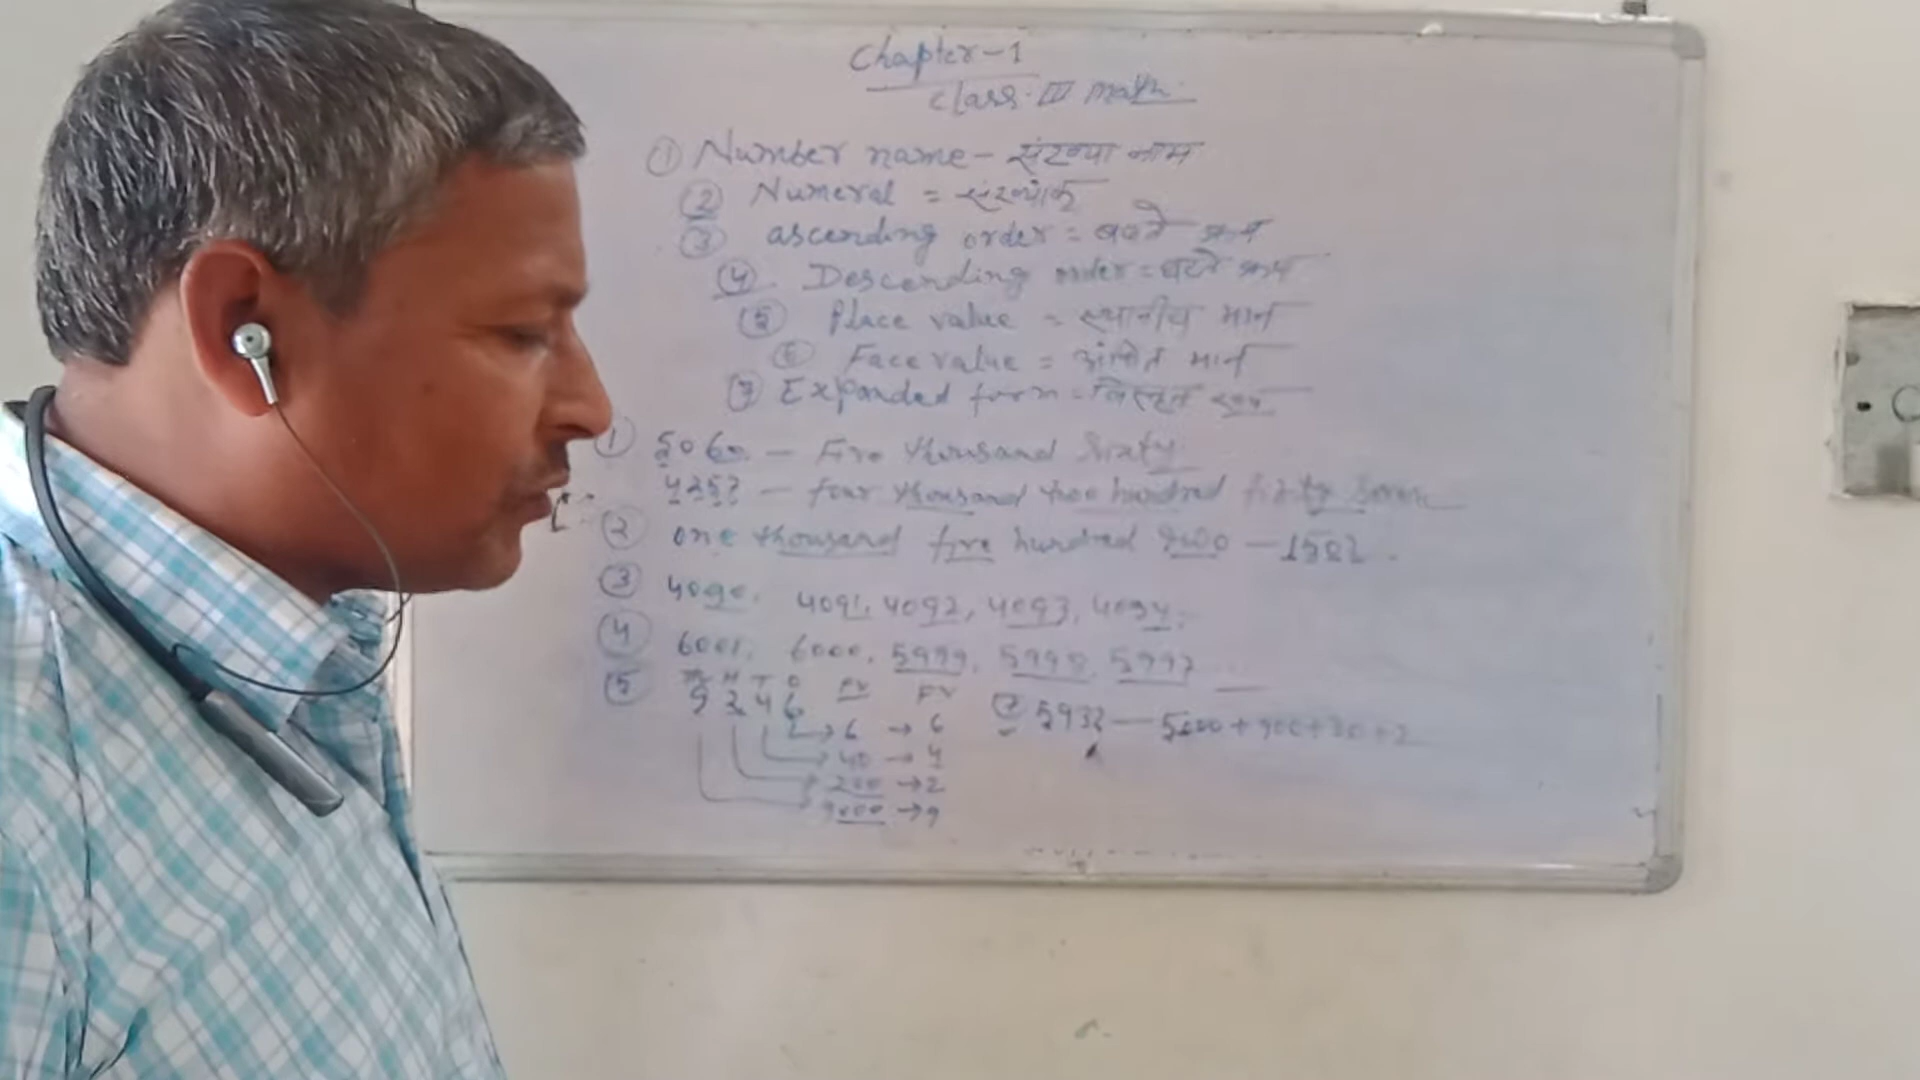 Chapter-1
Class. III math.
① Number name - संख्या नाम
② Numeral = संख्यांक
③ ascending order = बढते क्रम
④ Descending order = घटते क्रम
⑤ Place value = स्थानीय मान
⑥ Face value = अंकित मान
⑦ Expanded form = विस्तृत रूप
① 5060 — Five thousand Sixty
4257 — four thousand two hundred fifty Seven
② one thousand five hundred two — 1502.
③ 4090, 4091, 4092, 4093, 4094,
④ 6001, 6000, 5999, 5998, 5997
⑤ Th H T O PV FV
9 2 4 6 ⑦ 5932 — 5000 + 900 + 30 + 2
→ 6 → 6
→ 40 → 4
→ 200 → 2
→ 9000 → 9